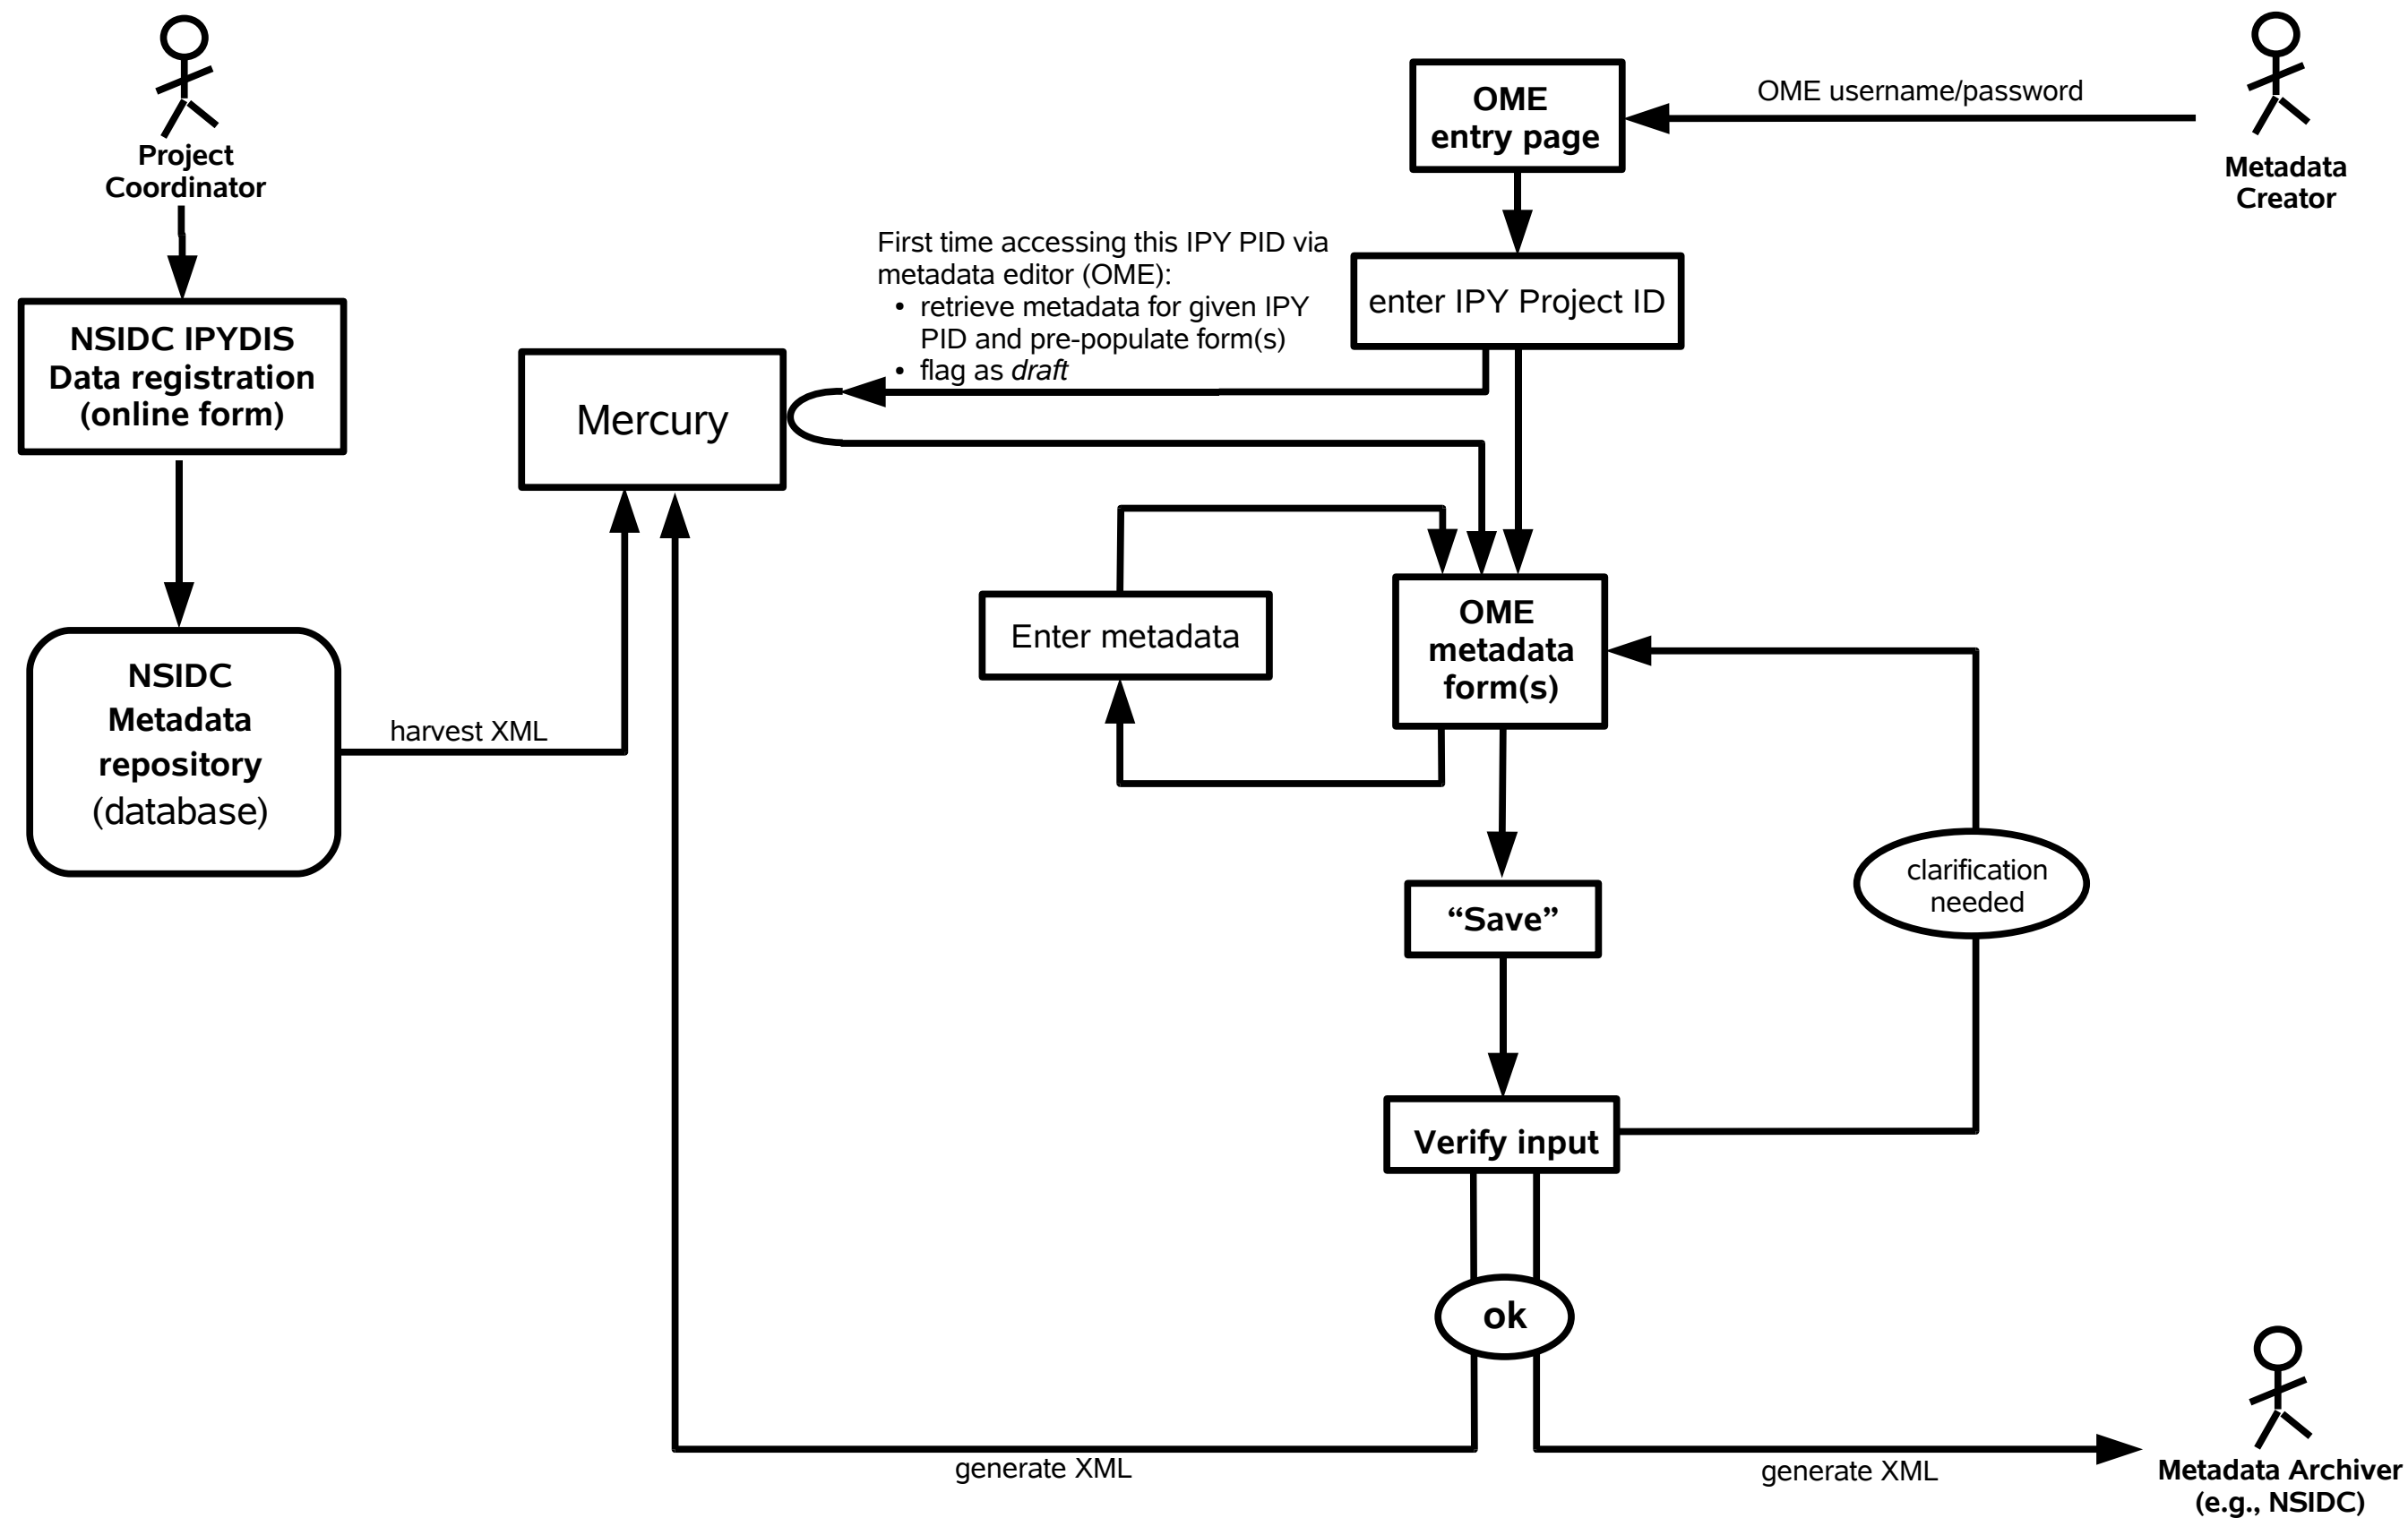 Project
Coordinator
NSIDC IPYDIS
Data registration
(online form)
NSIDC
Metadata
repository
(database)
harvest XML
Mercury
First time accessing this IPY PID via
metadata editor (OME):
• retrieve metadata for given IPY
PID and pre-populate form(s)
• flag as draft
OME
entry page
OME username/password
Metadata
Creator
enter IPY Project ID
Enter metadata
OME
metadata
form(s)
clarification
needed
“Save”
Verify input
ok
generate XML
generate XML
Metadata Archiver
(e.g., NSIDC)